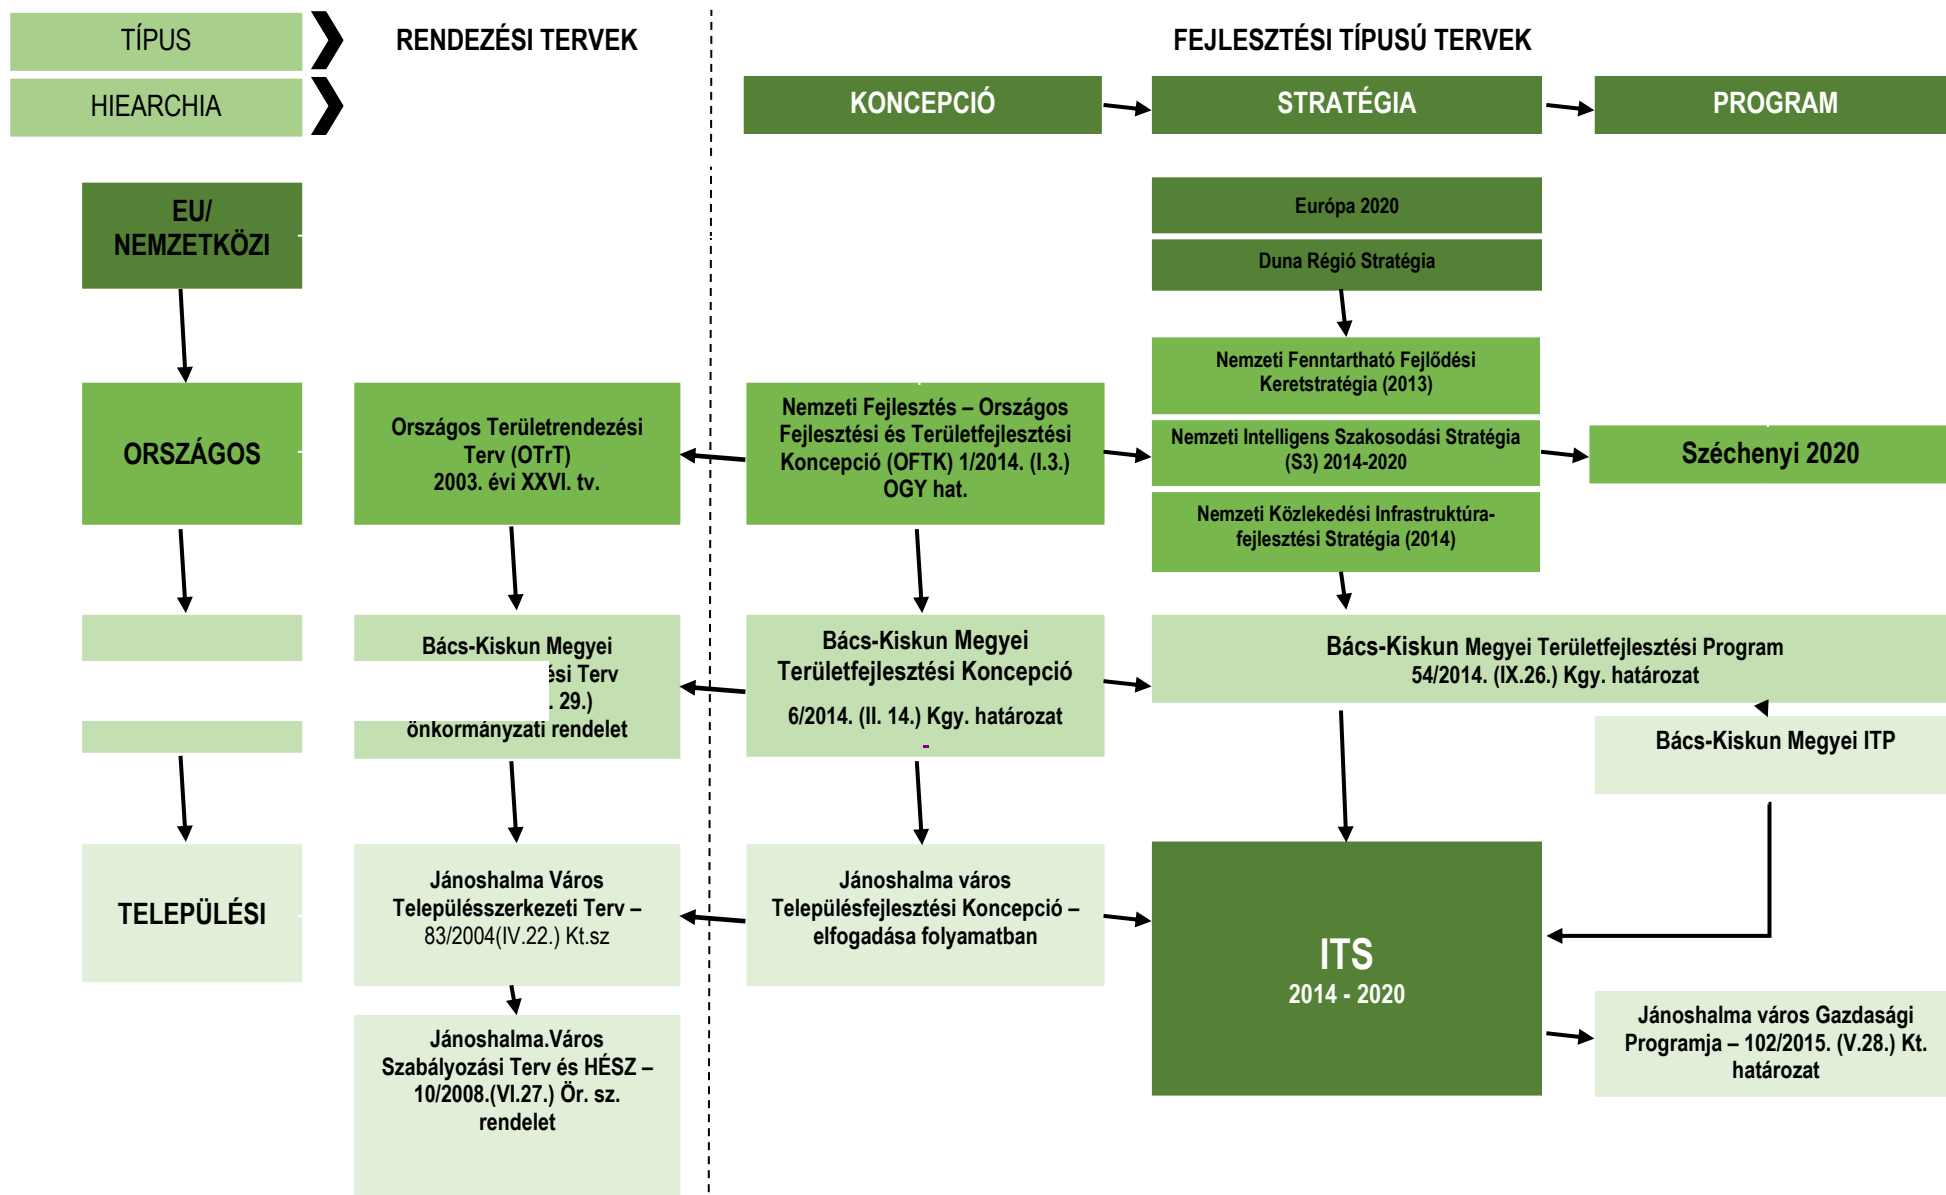 TÍPUS
RENDEZÉSI TERVEK
FEJLESZTÉSI TÍPUSÚ TERVEK
HIEARCHIA
KONCEPCIÓ
STRATÉGIA
PROGRAM
EU/
NEMZETKÖZI
Európa 2020
Duna Régió Stratégia
ORSZÁGOS
Országos Területrendezési
Terv (OTrT)
2003. évi XXVI. tv.
Nemzeti Fejlesztés – Országos
Fejlesztési és Területfejlesztési
Koncepció (OFTK) 1/2014. (I.3.)
OGY hat.
Nemzeti Fenntartható Fejlődési
Keretstratégia (2013)
Nemzeti Intelligens Szakosodási Stratégia
(S3) 2014-2020
Nemzeti Közlekedési Infrastruktúra-
fejlesztési Stratégia (2014)
Széchenyi 2020
Bács-Kiskun Megyei
ési Terv
. 29.)
önkormányzati rendelet
Bács-Kiskun Megyei
Területfejlesztési Koncepció
6/2014. (II. 14.) Kgy. határozat
-
Bács-Kiskun Megyei Területfejlesztési Program
54/2014. (IX.26.) Kgy. határozat
Bács-Kiskun Megyei ITP
TELEPÜLÉSI
Jánoshalma Város
Településszerkezeti Terv –
83/2004(IV.22.) Kt.sz
Jánoshalma város
Településfejlesztési Koncepció –
elfogadása folyamatban
ITS
2014 - 2020
Jánoshalma.Város
Szabályozási Terv és HÉSZ –
10/2008.(VI.27.) Ör. sz.
rendelet
Jánoshalma város Gazdasági
Programja – 102/2015. (V.28.) Kt.
határozat